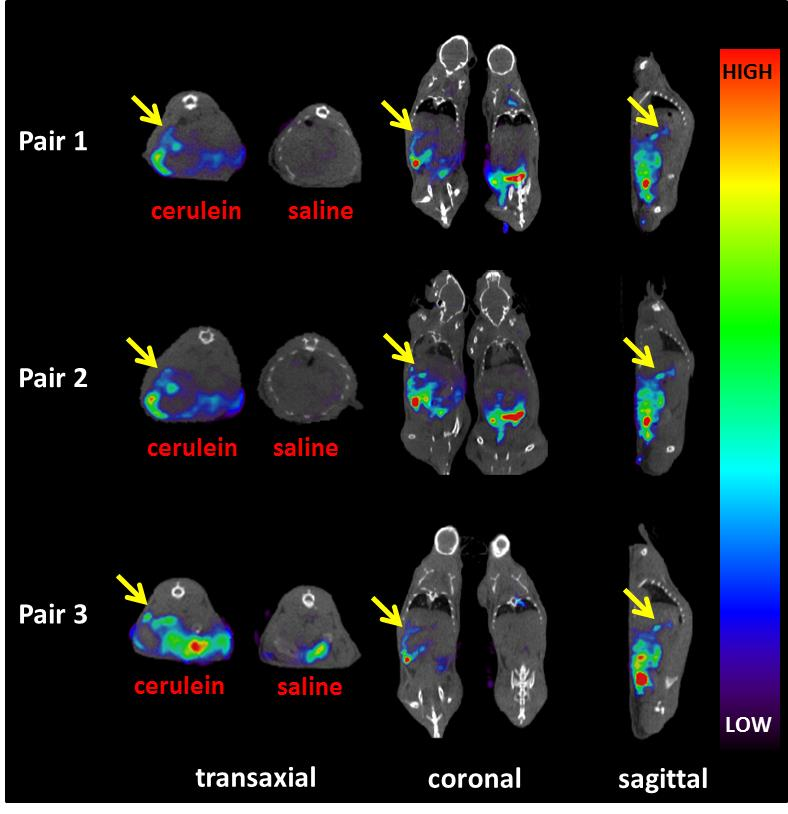 HIGH
Pair 1
cerulein saline
Pair 2
cerulein saline
Pair 3
cerulein saline
LOW
transaxial coronal sagittal